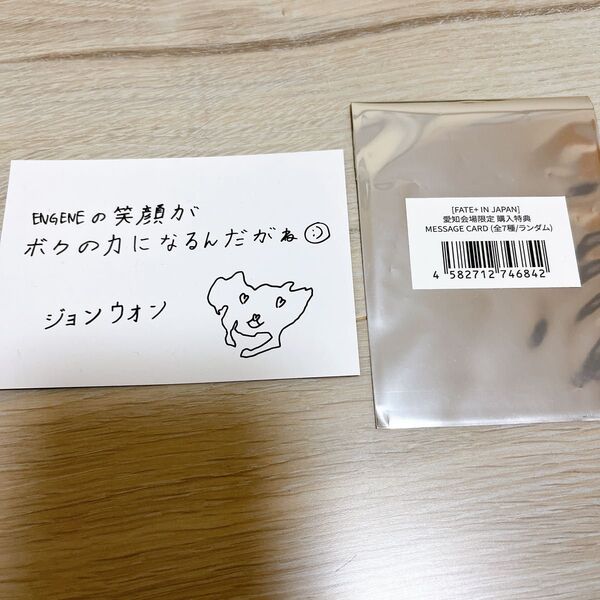 ENGENEの笑顔が
ボクの力になるんだがね
ジョンウォン
[FATE+ IN JAPAN]
愛知会場限定 購入特典
MESSAGE CARD (全7種/ランダム)
4 582712 746842